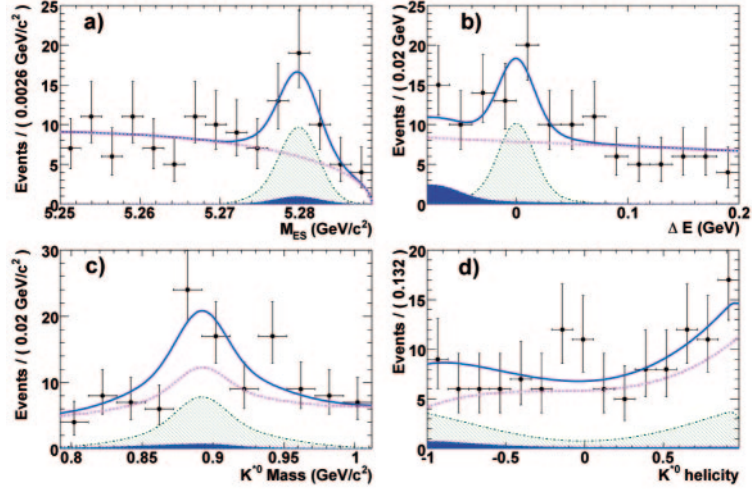 a)
Events / ( 0.0026 GeV/c² )
25
20
15
10
5
0
5.25 5.26 5.27 5.28
M_ES (GeV/c²)
b)
Events / ( 0.02 GeV )
25
20
15
10
5
0
0 0.1 0.2
Δ E (GeV)
c)
Events / ( 0.02 GeV/c² )
30
20
10
0
0.8 0.85 0.9 0.95 1
K*⁰ Mass (GeV/c²)
d)
Events / ( 0.132 )
20
15
10
5
0
-1 -0.5 0 0.5
K*⁰ helicity